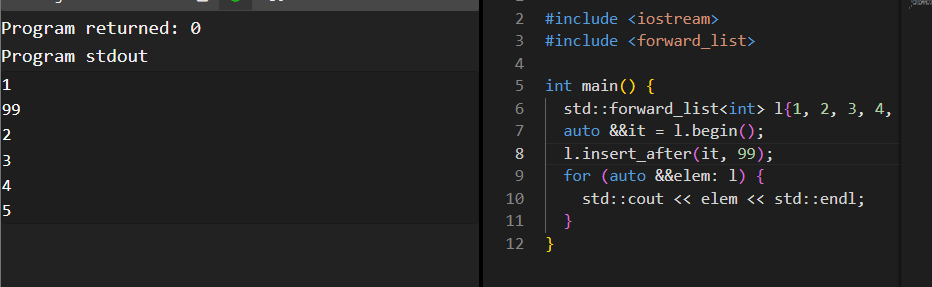 Program returned: 0
Program stdout
1
99
2
3
4
5
2 #include <iostream>
3 #include <forward_list>
4
5 int main() {
6 std::forward_list<int> l{1, 2, 3, 4,
7 auto &&it = l.begin();
8 l.insert_after(it, 99);
9 for (auto &&elem: l) {
10 std::cout << elem << std::endl;
11 }
12 }